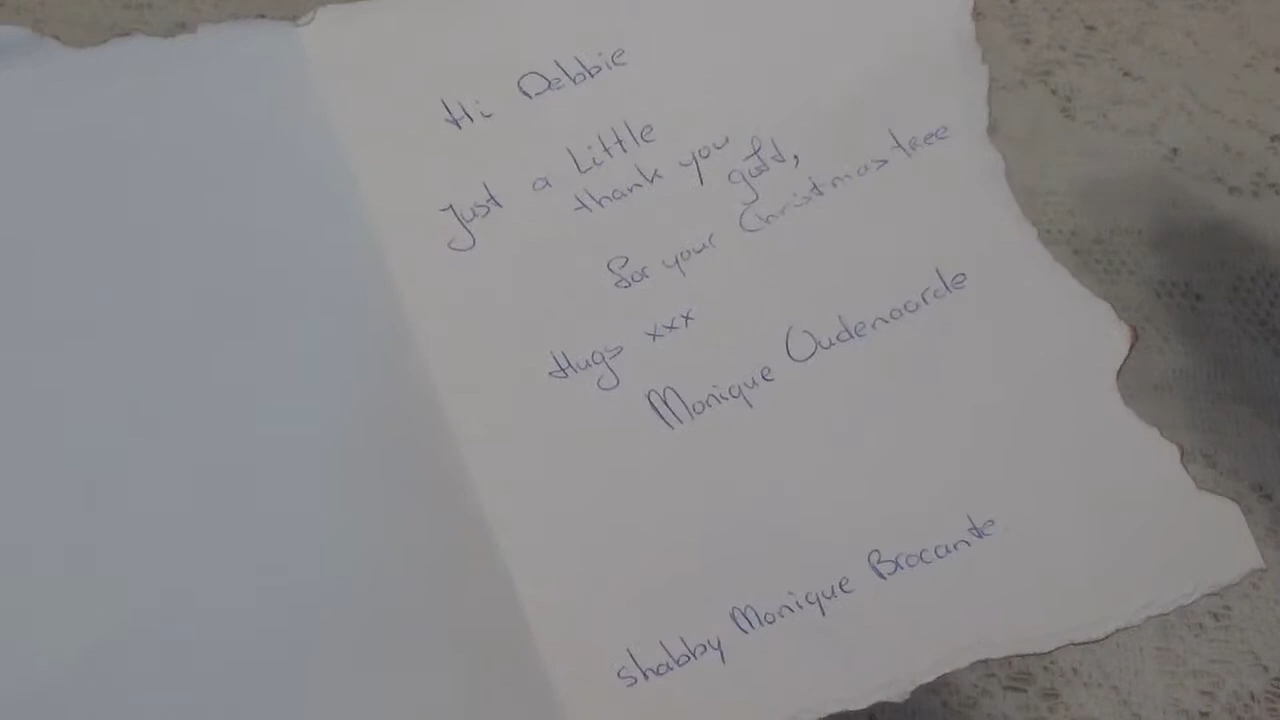 Hi Debbie
Just a Little
thank you
gift,
for your Christmas tree
Hugs xxx
Monique Oudenaarde
shabby Monique Brocante